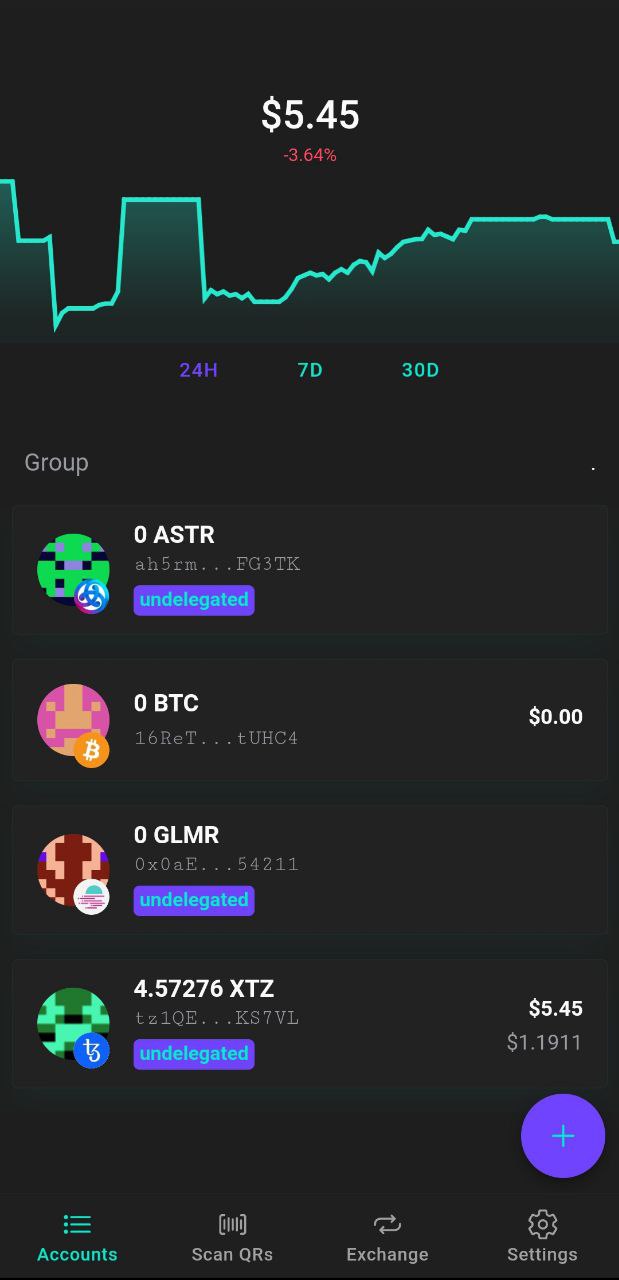 $5.45
-3.64%
24H 7D 30D
Group .
0 ASTR
ah5rm...FG3TK
undelegated
0 BTC
$0.00
16ReT...tUHC4
0 GLMR
0x0aE...54211
undelegated
4.57276 XTZ
$5.45
tz1QE...KS7VL
$1.1911
undelegated
+
Accounts Scan QRs Exchange Settings